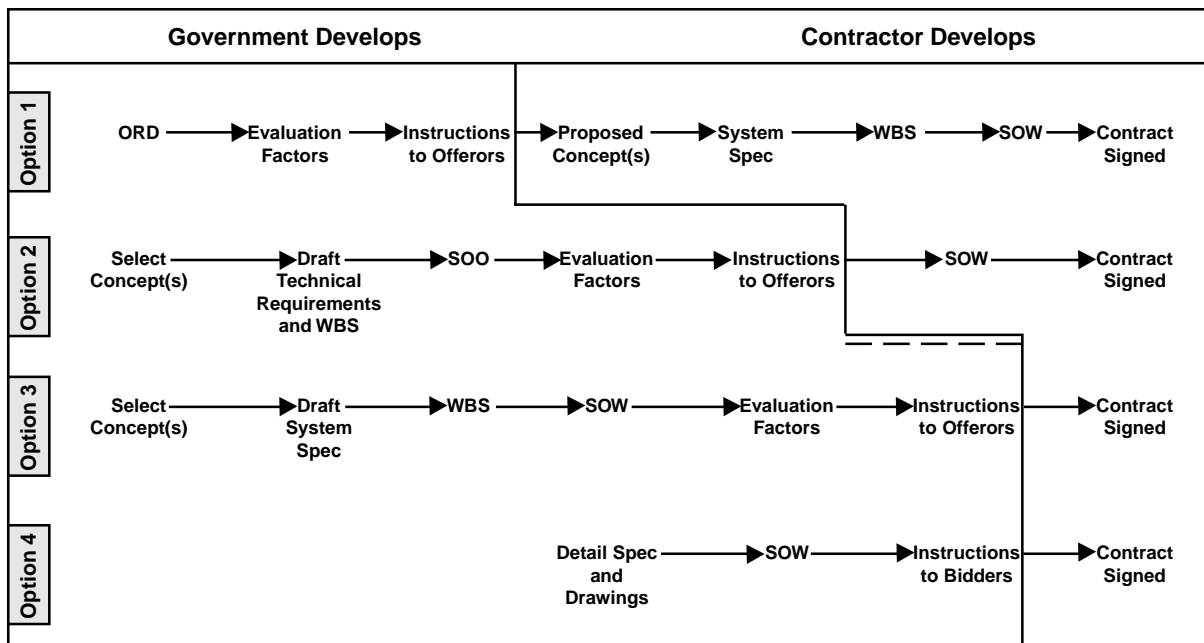 Government Develops
Contractor Develops
Option 1
ORD
Evaluation
Factors
Instructions
to Offerors
Proposed
Concept(s)
System
Spec
WBS
SOW
Contract
Signed
Option 2
Select
Concept(s)
Draft
Technical
Requirements
and WBS
SOO
Evaluation
Factors
Instructions
to Offerors
SOW
Contract
Signed
Option 3
Select
Concept(s)
Draft
System
Spec
WBS
SOW
Evaluation
Factors
Instructions
to Offerors
Contract
Signed
Option 4
Detail Spec
and
Drawings
SOW
Instructions
to Bidders
Contract
Signed